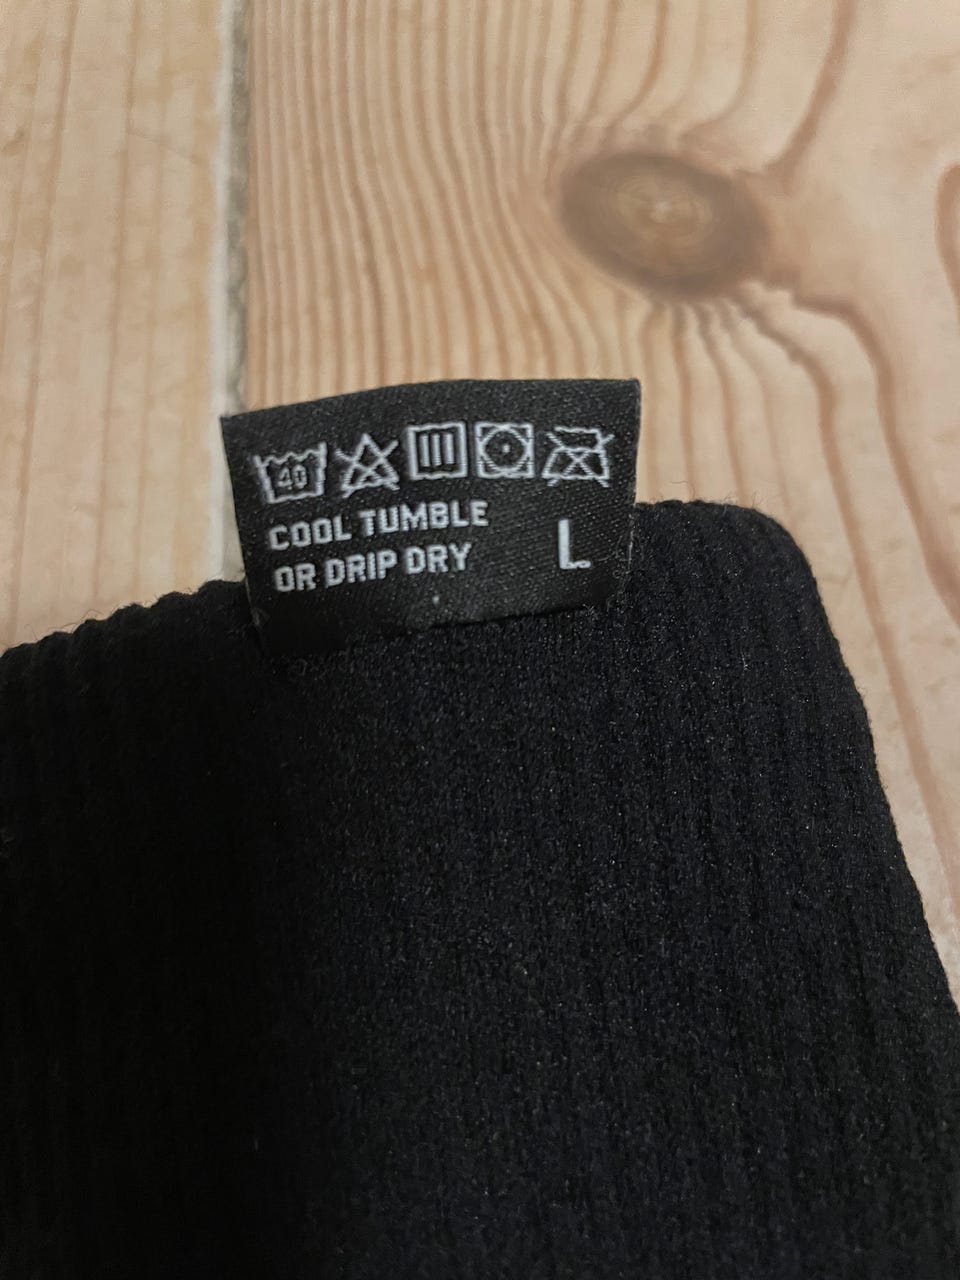 40
COOL TUMBLE
OR DRIP DRY
L